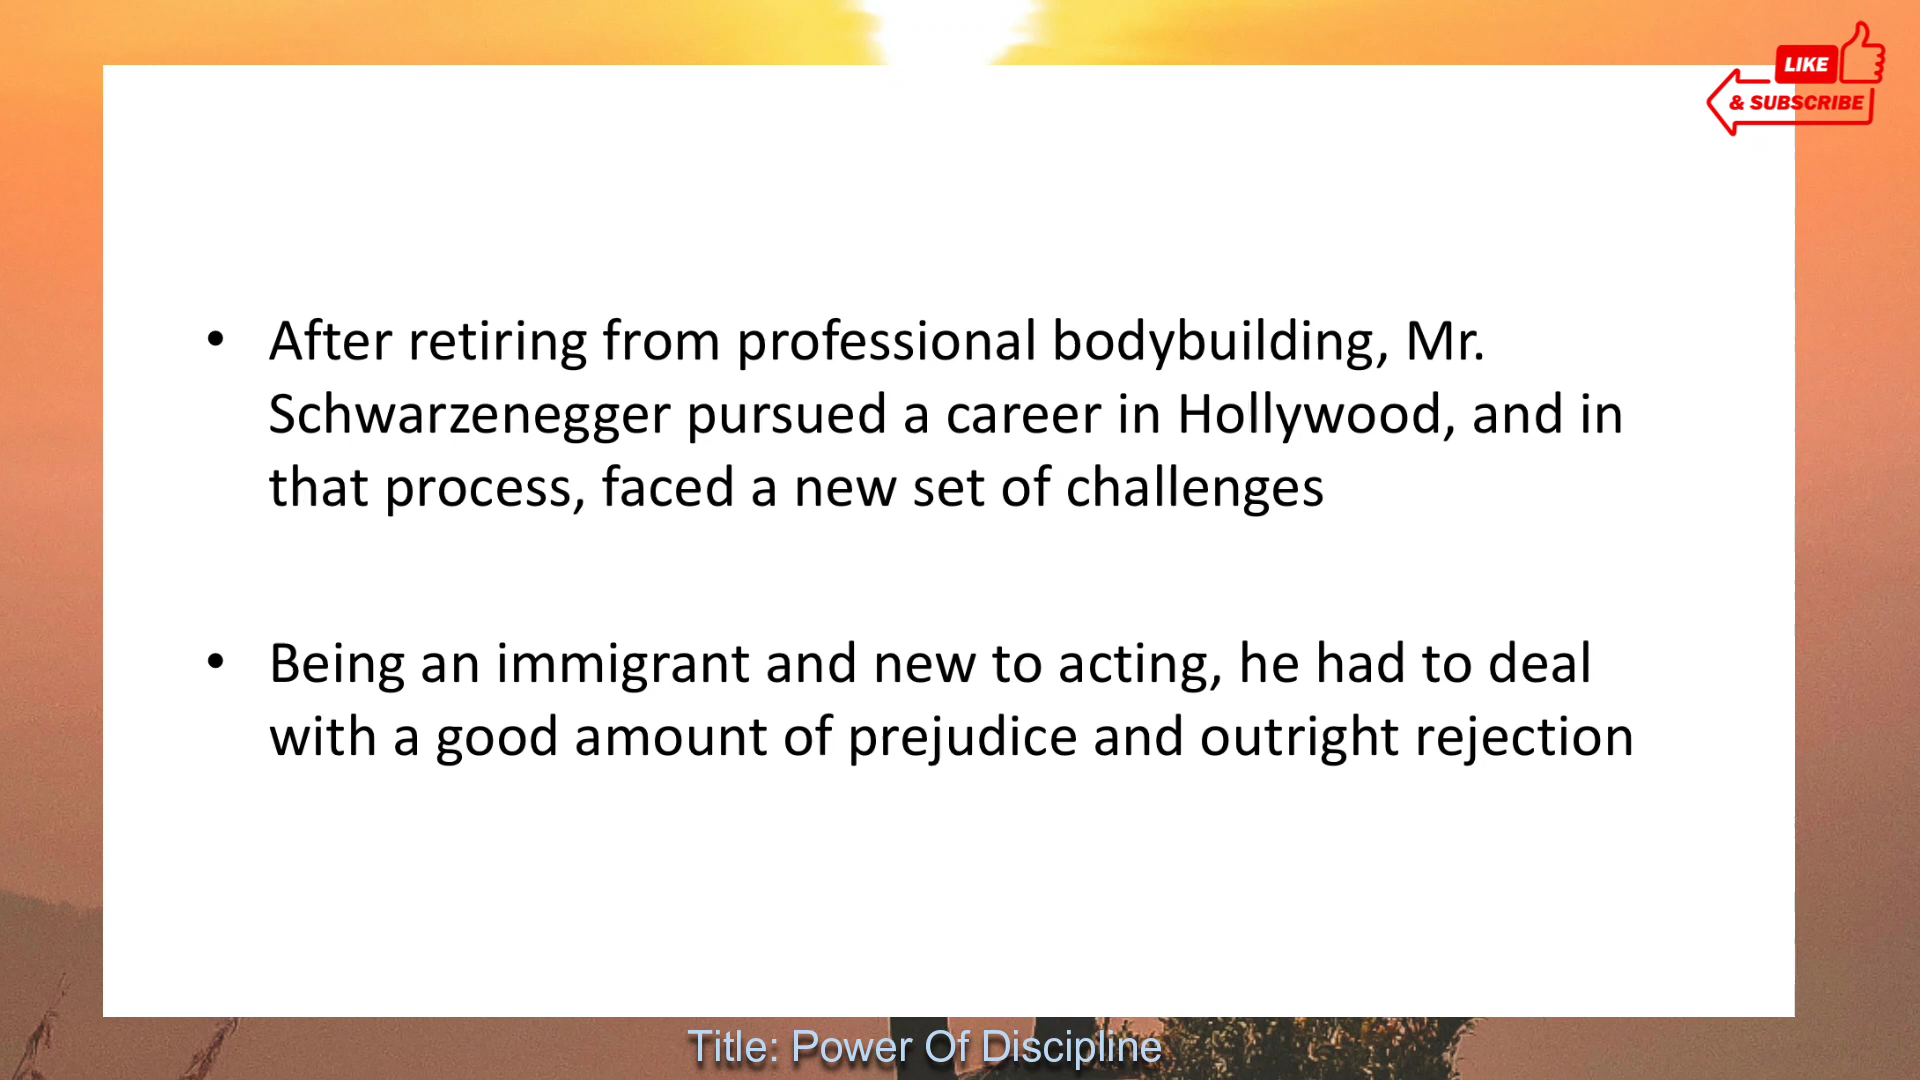 LIKE
& SUBSCRIBE
• After retiring from professional bodybuilding, Mr.
Schwarzenegger pursued a career in Hollywood, and in
that process, faced a new set of challenges
• Being an immigrant and new to acting, he had to deal
with a good amount of prejudice and outright rejection
Title: Power Of Discipline